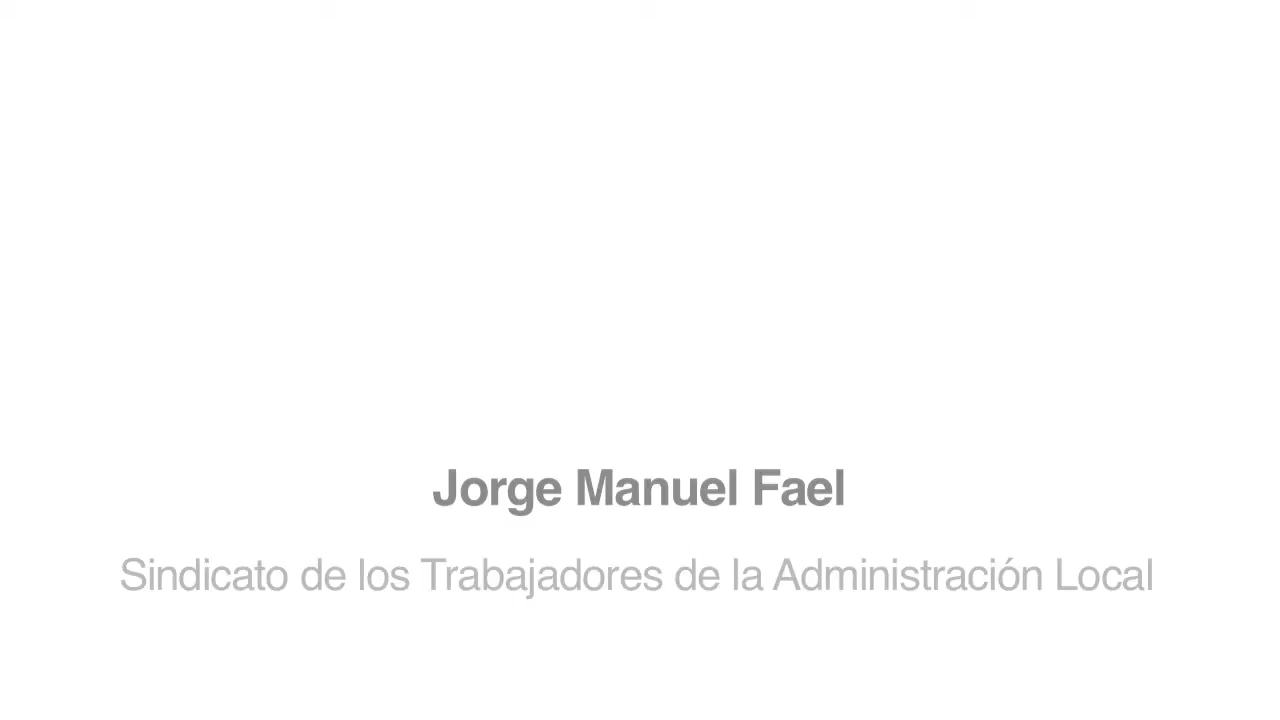 Jorge Manuel Fael
Sindicato de los Trabajadores de la Administración Local